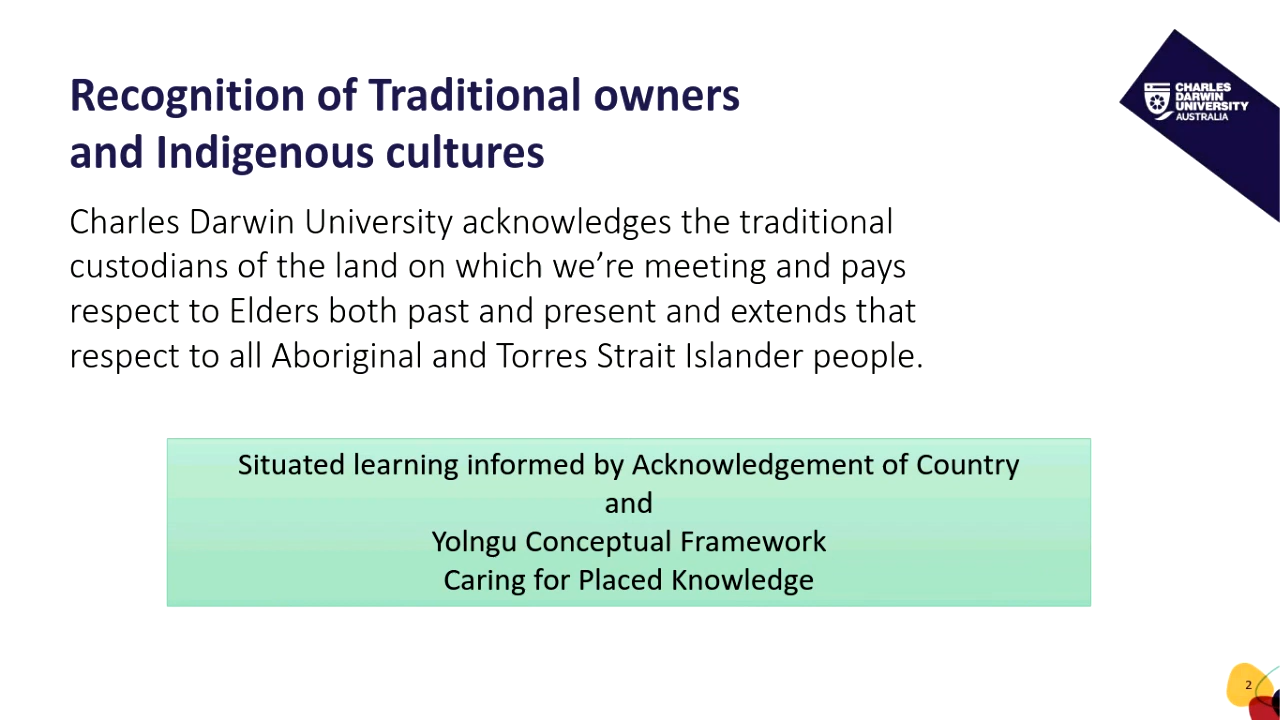 Recognition of Traditional owners
and Indigenous cultures
CHARLES
DARWIN
UNIVERSITY
AUSTRALIA
Charles Darwin University acknowledges the traditional
custodians of the land on which we’re meeting and pays
respect to Elders both past and present and extends that
respect to all Aboriginal and Torres Strait Islander people.
Situated learning informed by Acknowledgement of Country
and
Yolngu Conceptual Framework
Caring for Placed Knowledge
2